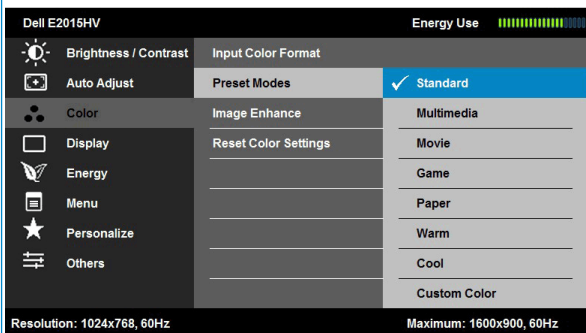 Dell E2015HV Energy Use
Brightness / Contrast Input Color Format
Auto Adjust Preset Modes Standard
Color Image Enhance Multimedia
Display Reset Color Settings Movie
Energy Game
Menu Paper
Personalize Warm
Others Cool
Custom Color
Resolution: 1024x768, 60Hz Maximum: 1600x900, 60Hz